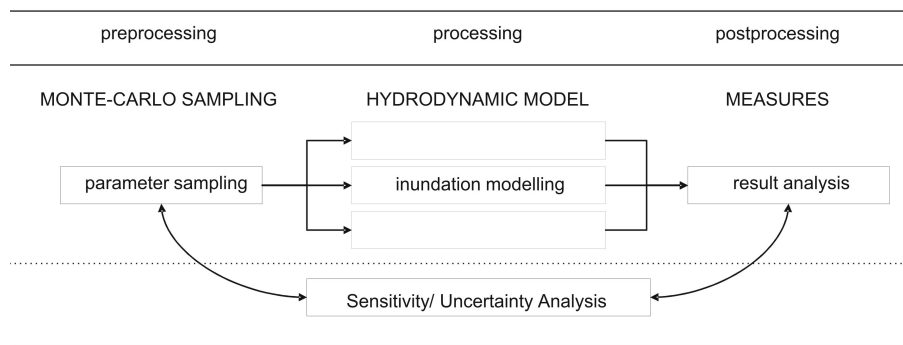 preprocessing
processing
postprocessing
MONTE-CARLO SAMPLING
HYDRODYNAMIC MODEL
MEASURES
parameter sampling
inundation modelling
result analysis
Sensitivity/ Uncertainty Analysis